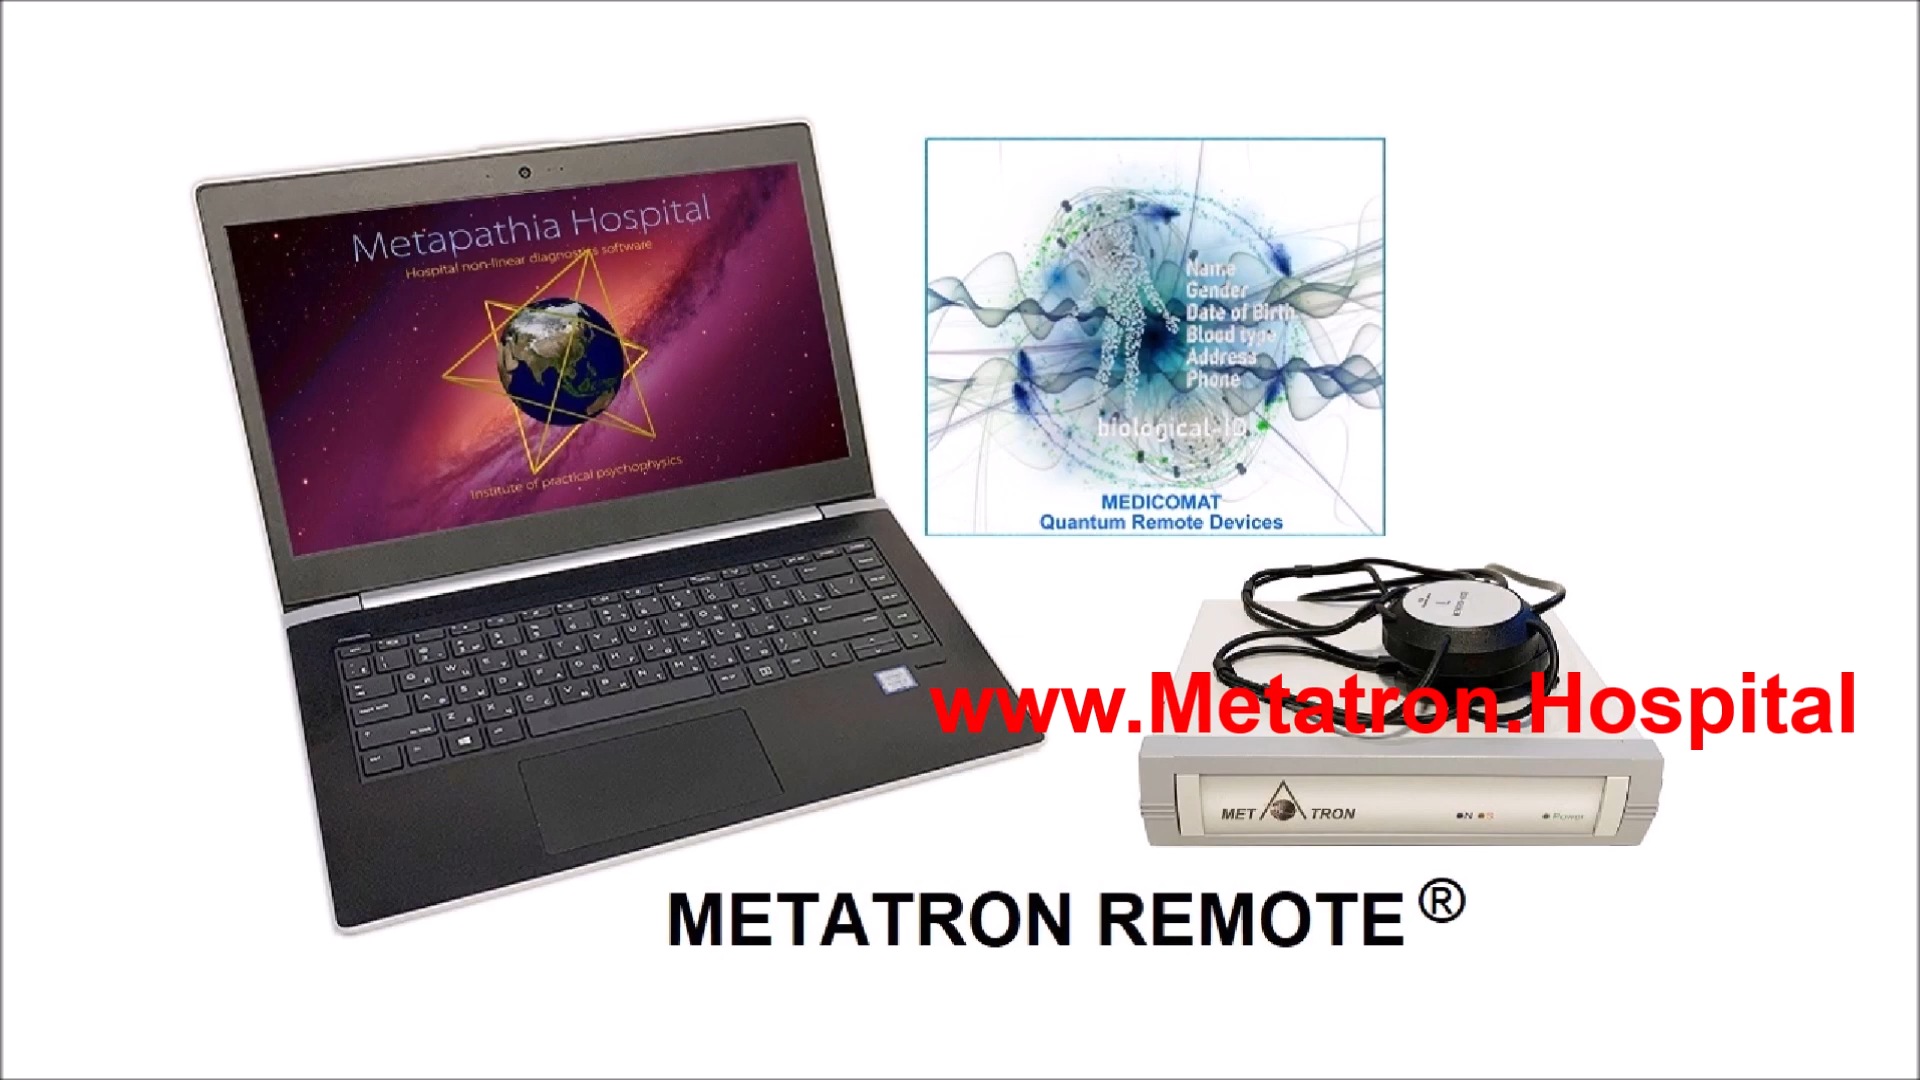 Metapathia Hospital
Hospital non-linear diagnostics software
Institute of practical psychophysics
Name
Gender
Date of Birth
Blood type
Address
Phone
biological-ID
MEDICOMAT
Quantum Remote Devices
www.Metatron.Hospital
MET TRON
N S
Power
METATRON REMOTE®